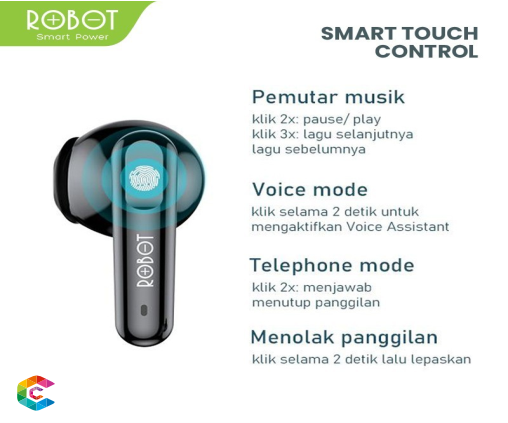 ROBOT
Smart Power
SMART TOUCH
CONTROL
Pemutar musik
klik 2x: pause/ play
klik 3x: lagu selanjutnya
lagu sebelumnya
Voice mode
klik selama 2 detik untuk
mengaktifkan Voice Assistant
Telephone mode
klik 2x: menjawab
menutup panggilan
Menolak panggilan
klik selama 2 detik lalu lepaskan
ROBOT
C